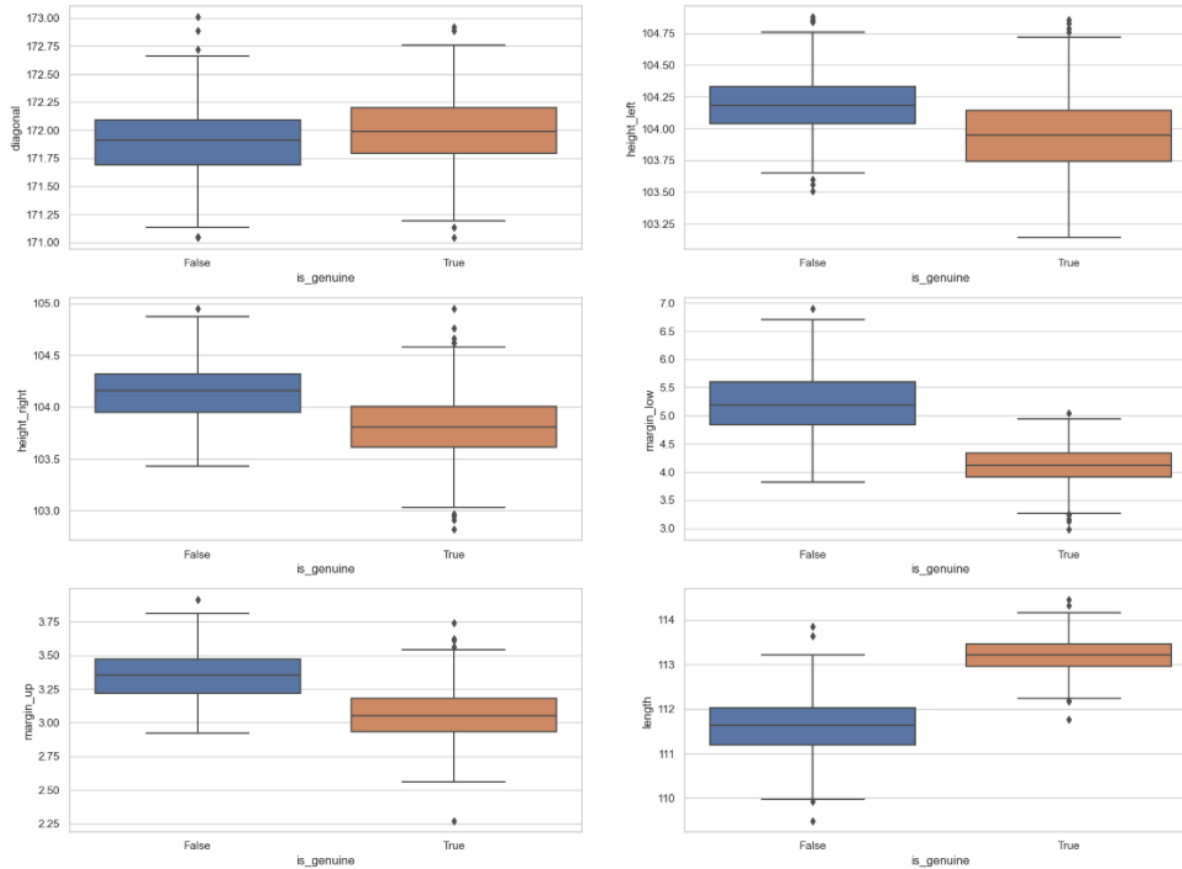 173.00
172.75
172.50
172.25
172.00
171.75
171.50
171.25
171.00
diagonal
False
True
is_genuine
104.75
104.50
104.25
104.00
103.75
103.50
103.25
height_left
False
True
is_genuine
105.0
104.5
104.0
103.5
103.0
height_right
False
True
is_genuine
7.0
6.5
6.0
5.5
5.0
4.5
4.0
3.5
3.0
margin_low
False
True
is_genuine
3.75
3.50
3.25
3.00
2.75
2.50
2.25
margin_up
False
True
is_genuine
114
113
112
111
110
length
False
True
is_genuine